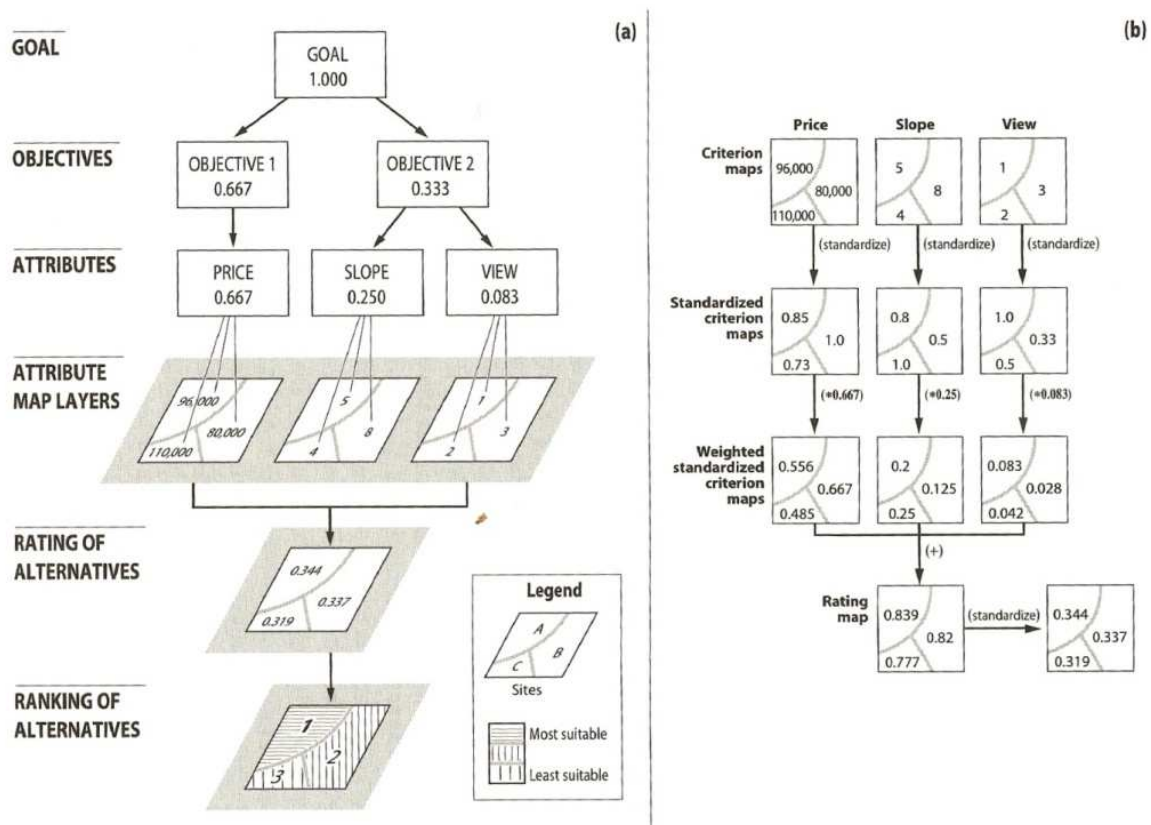 (a)
GOAL
GOAL
1.000
OBJECTIVES
OBJECTIVE 1
0.667
OBJECTIVE 2
0.333
ATTRIBUTES
PRICE
0.667
SLOPE
0.250
VIEW
0.083
ATTRIBUTE
MAP LAYERS
96,000
80,000
110,000
5
8
4
1
3
2
RATING OF
ALTERNATIVES
0.344
0.337
0.319
RANKING OF
ALTERNATIVES
1
2
3
Legend
A
B
C
Sites
Most suitable
Least suitable
(b)
Price
Slope
View
Criterion
maps
96,000
80,000
110,000
5
8
4
1
3
2
(standardize)
(standardize)
(standardize)
Standardized
criterion
maps
0.85
1.0
0.73
0.8
0.5
1.0
1.0
0.33
0.5
(*0.667)
(*0.25)
(*0.083)
Weighted
standardized
criterion
maps
0.556
0.667
0.485
0.2
0.125
0.25
0.083
0.028
0.042
(+)
Rating
map
0.839
0.82
0.777
(standardize)
0.344
0.337
0.319